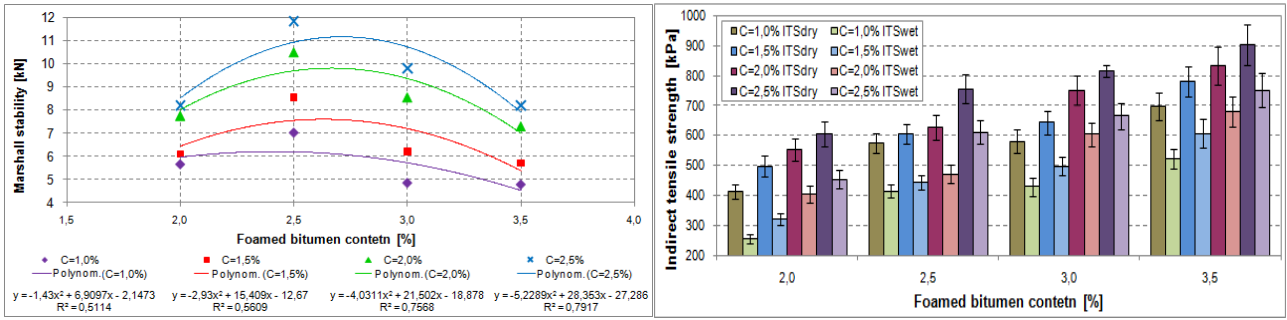 12
11
10
9
8
7
6
5
4
Marshall stability [kN]
1,5 2,0 2,5 3,0 3,5 4,0
Foamed bitumen contetn [%]
C=1,0% C=1,5% C=2,0% C=2,5%
Polynom. (C=1,0%) Polynom. (C=1,5%) Polynom. (C=2,0%) Polynom. (C=2,5%)
y = -1,43x² + 6,9097x - 2,1473 y = -2,93x² + 15,409x - 12,67 y = -4,0311x² + 21,502x - 18,878 y = -5,2289x² + 28,353x - 27,286
R² = 0,5114 R² = 0,5609 R² = 0,7568 R² = 0,7917
1000
900
800
700
600
500
400
300
200
Indirect tensile strength [kPa]
C=1,0% ITSdry C=1,0% ITSwet
C=1,5% ITSdry C=1,5% ITSwet
C=2,0% ITSdry C=2,0% ITSwet
C=2,5% ITSdry C=2,5% ITSwet
2,0 2,5 3,0 3,5
Foamed bitumen contetn [%]